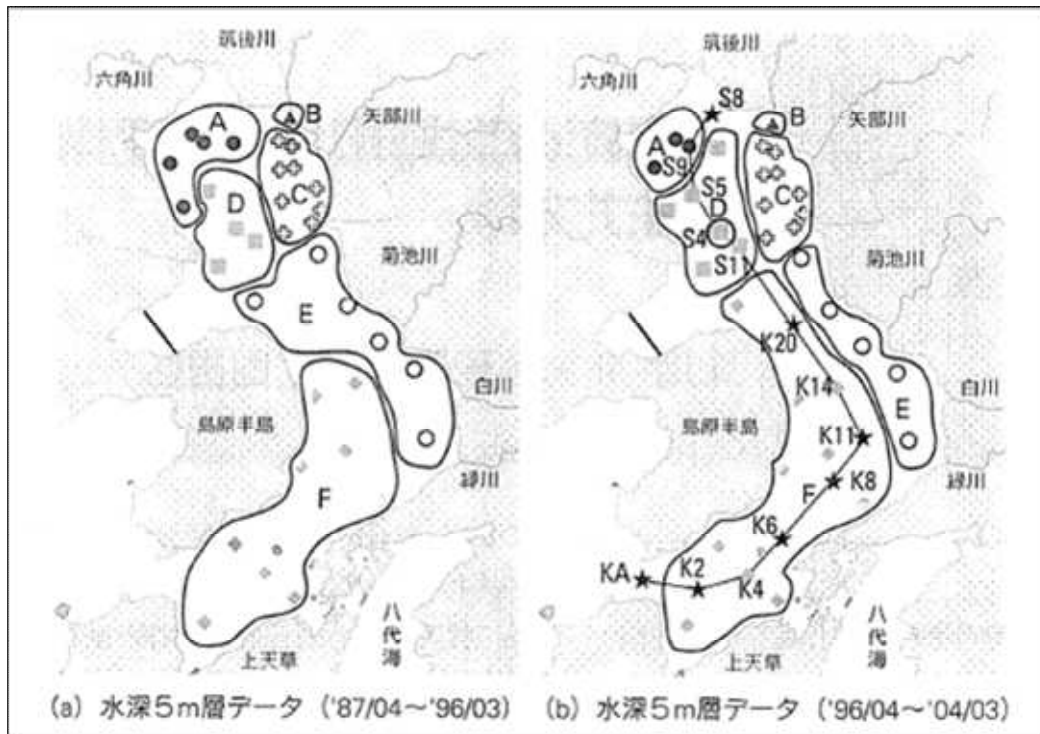 筑後川
六角川
A
B
矢部川
C
D
菊池川
E
白川
島原半島
緑川
F
八代海
上天草
(a) 水深5m層データ ('87/04~'96/03)
筑後川
六角川
S8
B
矢部川
A
S9
S5
C
D
S4
S11
菊池川
K20
K14
白川
E
島原半島
K11
K8
緑川
F
K6
KA
K2
K4
八代海
上天草
(b) 水深5m層データ ('96/04~'04/03)